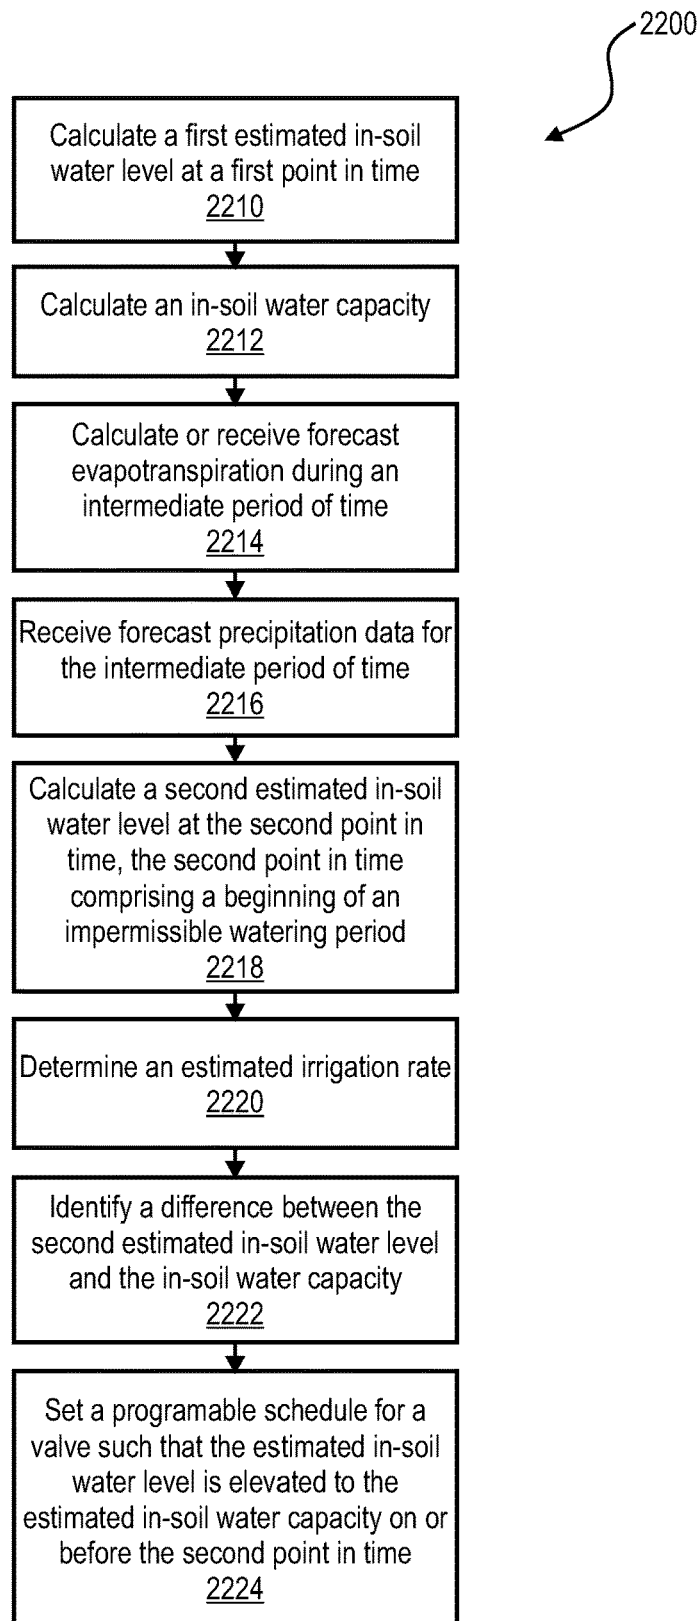 2200
Calculate a first estimated in-soil
water level at a first point in time
2210
Calculate an in-soil water capacity
2212
Calculate or receive forecast
evapotranspiration during an
intermediate period of time
2214
Receive forecast precipitation data for
the intermediate period of time
2216
Calculate a second estimated in-soil
water level at the second point in
time, the second point in time
comprising a beginning of an
impermissible watering period
2218
Determine an estimated irrigation rate
2220
Identify a difference between the
second estimated in-soil water level
and the in-soil water capacity
2222
Set a programable schedule for a
valve such that the estimated in-soil
water level is elevated to the
estimated in-soil water capacity on or
before the second point in time
2224